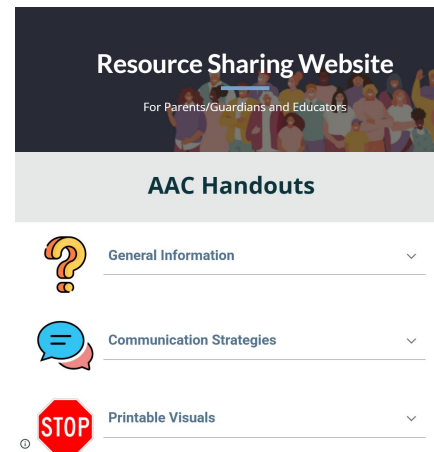 Resource Sharing Website
For Parents/Guardians and Educators
AAC Handouts
General Information
Communication Strategies
Printable Visuals
STOP